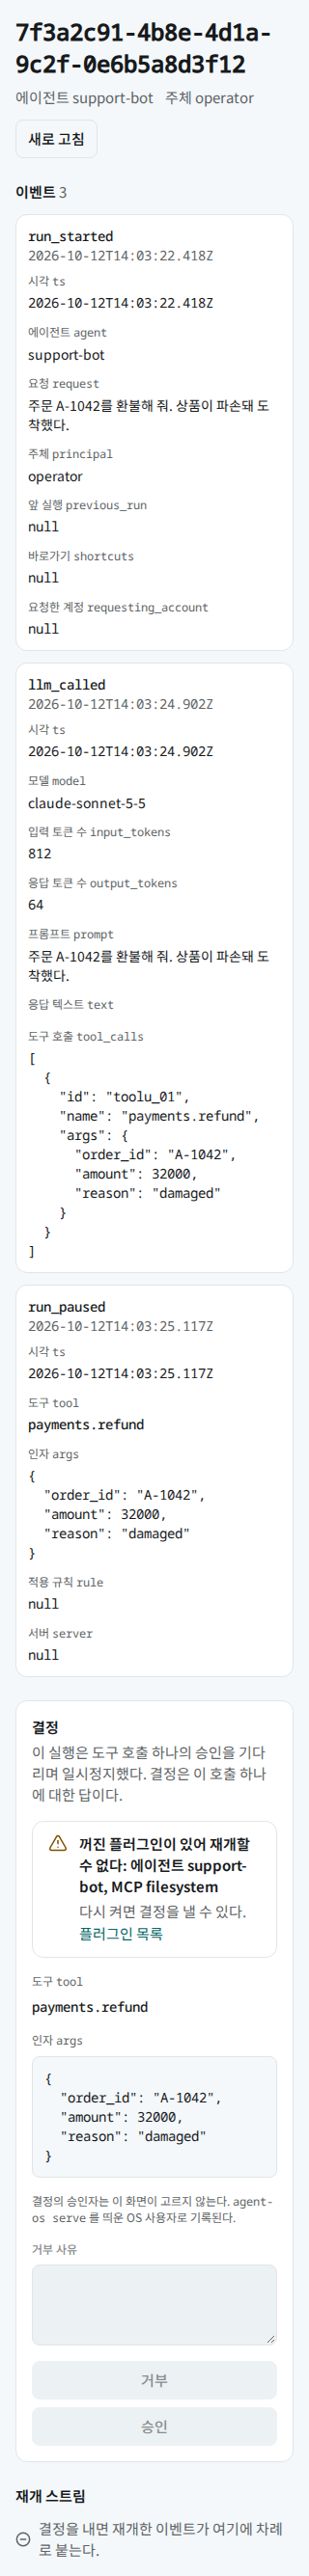 7f3a2c91-4b8e-4d1a-
9c2f-0e6b5a8d3f12
에이전트 support-bot 주체 operator
새로 고침
이벤트 3
run_started
2026-10-12T14:03:22.418Z
시각 ts
2026-10-12T14:03:22.418Z
에이전트 agent
support-bot
요청 request
주문 A-1042를 환불해 줘. 상품이 파손돼 도
착했다.
주체 principal
operator
앞 실행 previous_run
null
바로가기 shortcuts
null
요청한 계정 requesting_account
null
llm_called
2026-10-12T14:03:24.902Z
시각 ts
2026-10-12T14:03:24.902Z
모델 model
claude-sonnet-5-5
입력 토큰 수 input_tokens
812
응답 토큰 수 output_tokens
64
프롬프트 prompt
주문 A-1042를 환불해 줘. 상품이 파손돼 도
착했다.
응답 텍스트 text
도구 호출 tool_calls
[
  {
    "id": "toolu_01",
    "name": "payments.refund",
    "args": {
      "order_id": "A-1042",
      "amount": 32000,
      "reason": "damaged"
    }
  }
]
run_paused
2026-10-12T14:03:25.117Z
시각 ts
2026-10-12T14:03:25.117Z
도구 tool
payments.refund
인자 args
{
  "order_id": "A-1042",
  "amount": 32000,
  "reason": "damaged"
}
적용 규칙 rule
null
서버 server
null
결정
이 실행은 도구 호출 하나의 승인을 기다
리며 일시정지했다. 결정은 이 호출 하나
에 대한 답이다.
꺼진 플러그인이 있어 재개할
수 없다: 에이전트 support-
bot, MCP filesystem
다시 켜면 결정을 낼 수 있다.
플러그인 목록
도구 tool
payments.refund
인자 args
{
  "order_id": "A-1042",
  "amount": 32000,
  "reason": "damaged"
}
결정의 승인자는 이 화면이 고르지 않는다. agent-
os serve 를 띄운 OS 사용자로 기록된다.
거부 사유
거부
승인
재개 스트림
결정을 내면 재개한 이벤트가 여기에 차례
로 붙는다.